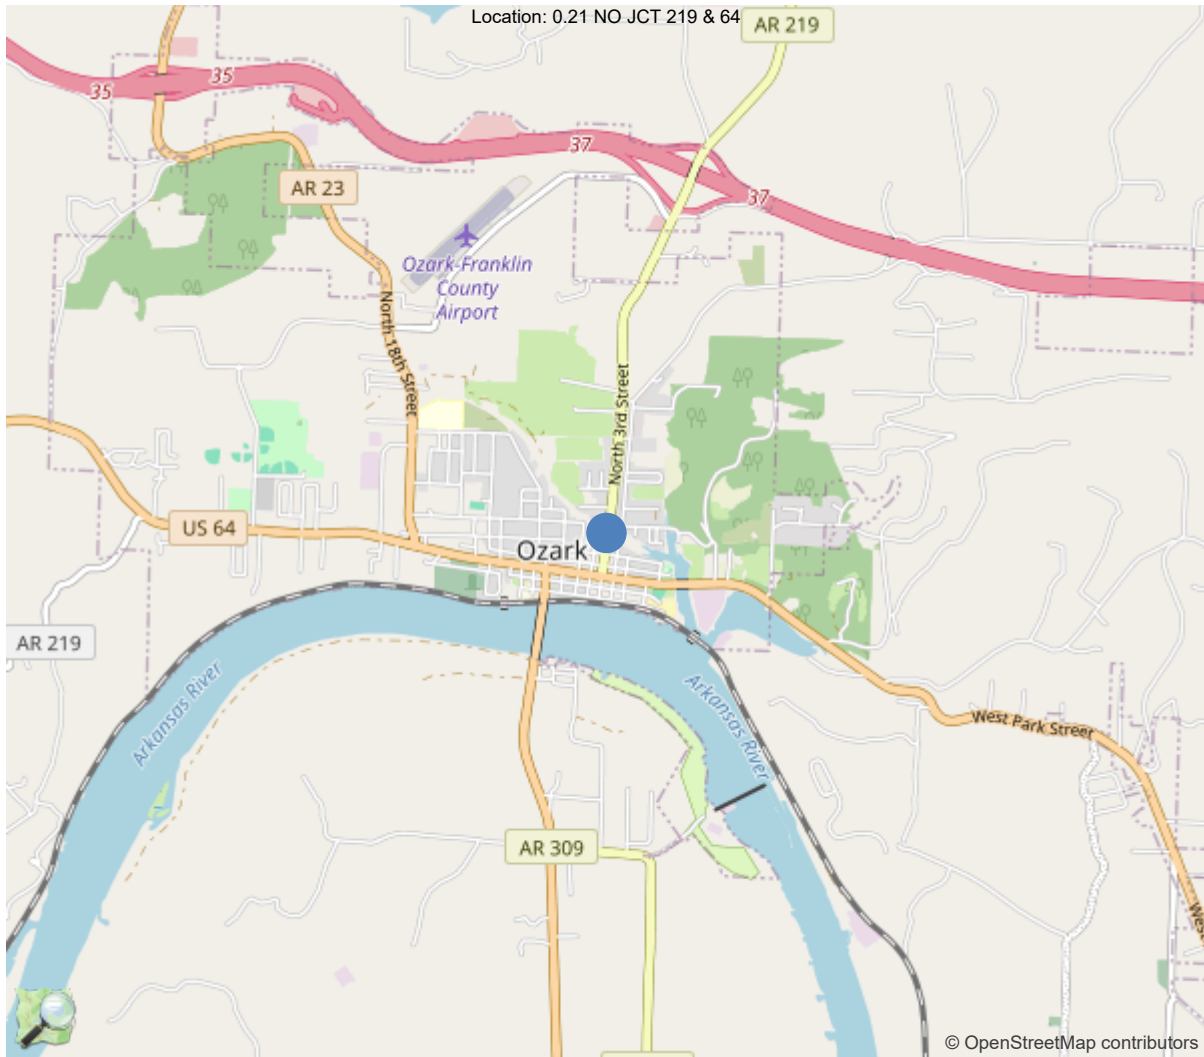 Location: 0.21 NO JCT 219 & 64
AR 219
35
35
37
37
AR 23
Ozark-Franklin
County
Airport
North 18th Street
North 3rd Street
US 64
Ozark
AR 219
Arkansas River
Arkansas River
West Park Street
AR 309
© OpenStreetMap contributors